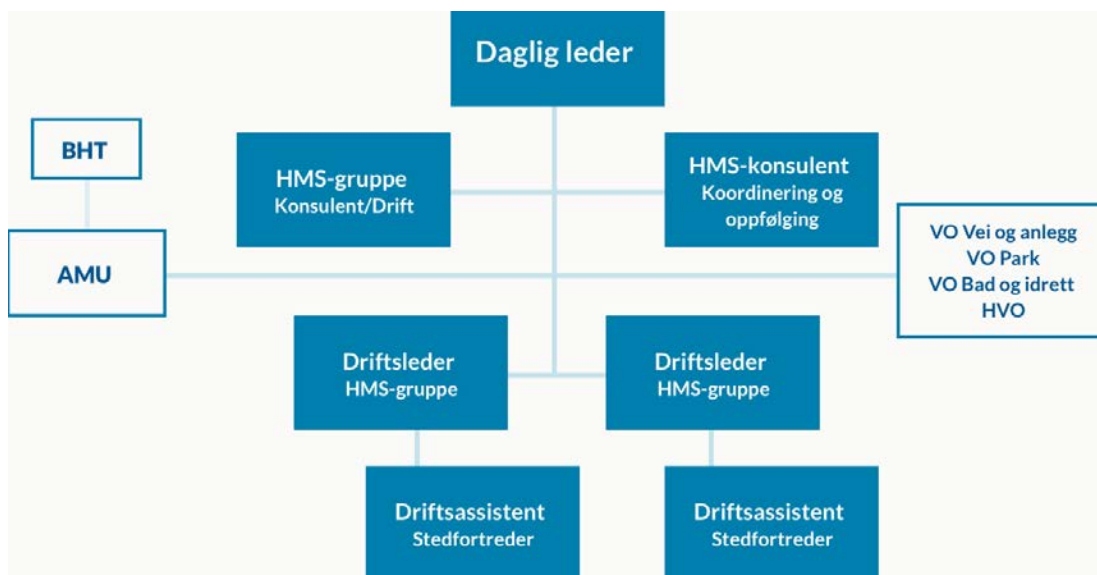 Daglig leder
BHT
HMS-gruppe
Konsulent/Drift
HMS-konsulent
Koordinering og
oppfølging
AMU
VO Vei og anlegg
VO Park
VO Bad og idrett
HVO
Driftsleder
HMS-gruppe
Driftsleder
HMS-gruppe
Driftsassistent
Stedfortreder
Driftsassistent
Stedfortreder